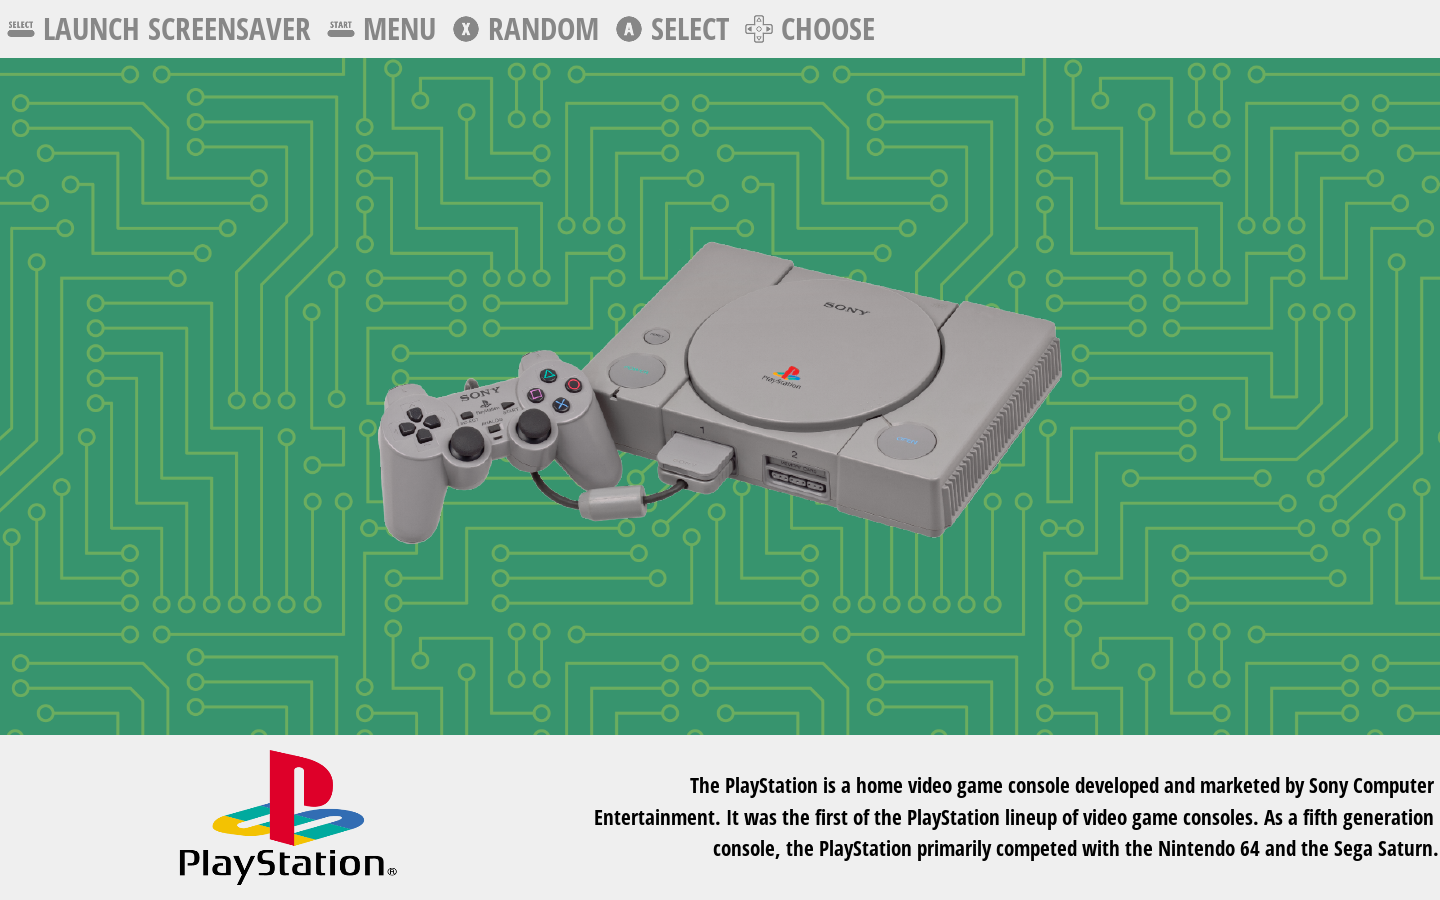 SELECT LAUNCH SCREENSAVER START MENU X RANDOM A SELECT CHOOSE
SONY
PlayStation
SONY
1
2
PlayStation®
The PlayStation is a home video game console developed and marketed by Sony Computer
Entertainment. It was the first of the PlayStation lineup of video game consoles. As a fifth generation
console, the PlayStation primarily competed with the Nintendo 64 and the Sega Saturn.